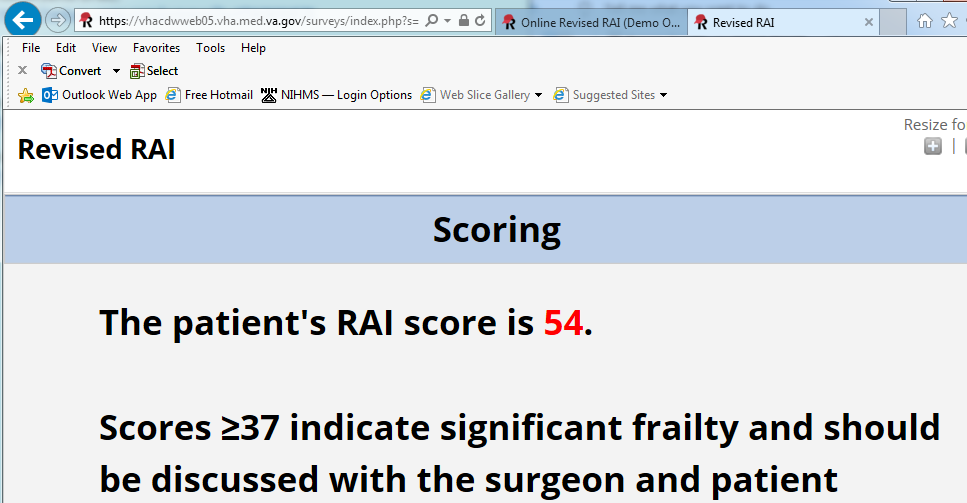 https://vhacdwweb05.vha.med.va.gov/surveys/index.php?s=
Online Revised RAI (Demo O...
Revised RAI
File Edit View Favorites Tools Help
Convert Select
Outlook Web App Free Hotmail NIHMS — Login Options Web Slice Gallery Suggested Sites
Resize fo
Revised RAI
Scoring
The patient's RAI score is 54.
Scores ≥37 indicate significant frailty and should
be discussed with the surgeon and patient